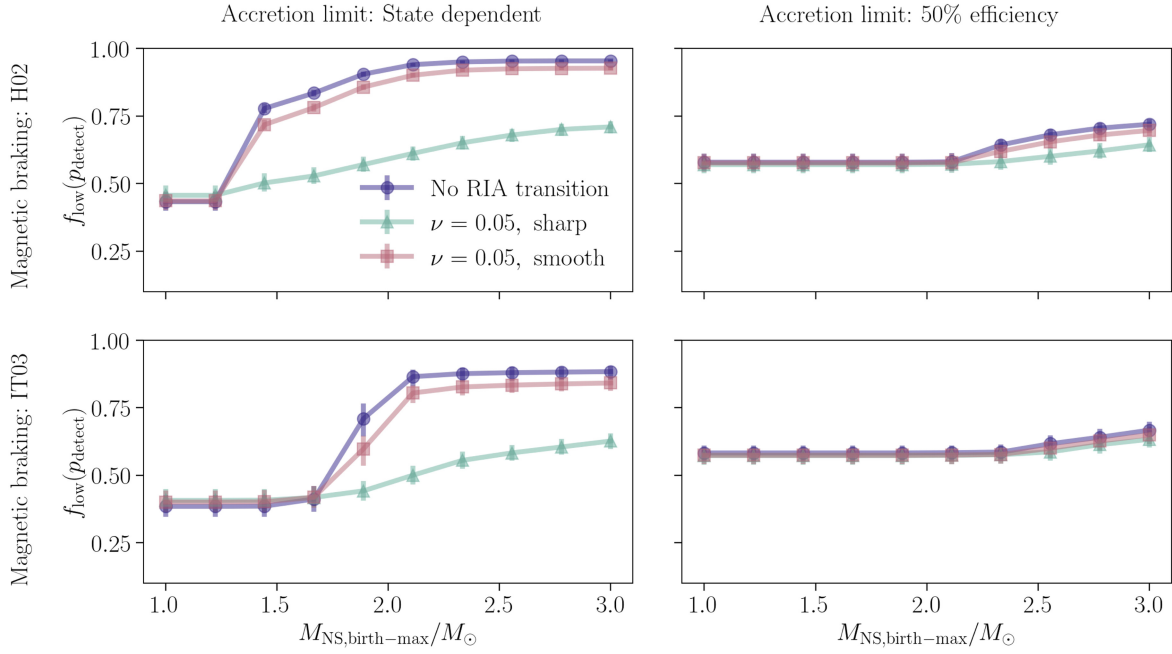 Accretion limit: State dependent
Accretion limit: 50% efficiency
Magnetic braking: H02
f_low(p_detect)
1.00
0.75
0.50
0.25
No RIA transition
ν = 0.05, sharp
ν = 0.05, smooth
Magnetic braking: IT03
f_low(p_detect)
1.00
0.75
0.50
0.25
1.0 1.5 2.0 2.5 3.0
M_NS,birth−max/M_⊙
1.0 1.5 2.0 2.5 3.0
M_NS,birth−max/M_⊙